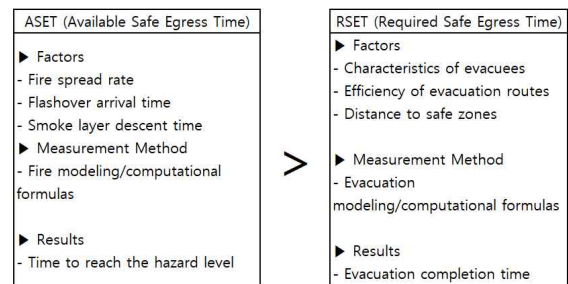 ASET (Available Safe Egress Time)
▶ Factors
- Fire spread rate
- Flashover arrival time
- Smoke layer descent time
▶ Measurement Method
- Fire modeling/computational
formulas
▶ Results
- Time to reach the hazard level
>
RSET (Required Safe Egress Time)
▶ Factors
- Characteristics of evacuees
- Efficiency of evacuation routes
- Distance to safe zones
▶ Measurement Method
- Evacuation
modeling/computational formulas
▶ Results
- Evacuation completion time